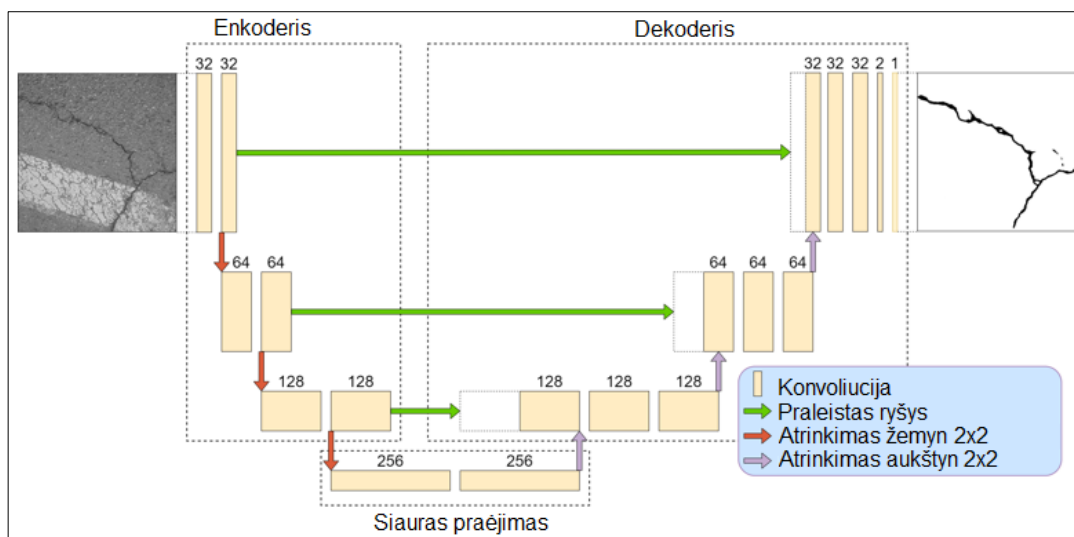 Enkoderis
Dekoderis
32 32
32 32 32 2 1
64 64
64 64 64
128 128
128 128 128
256 256
Siauras praėjimas
Konvoliucija
Praleistas ryšys
Atrinkimas žemyn 2x2
Atrinkimas aukštyn 2x2